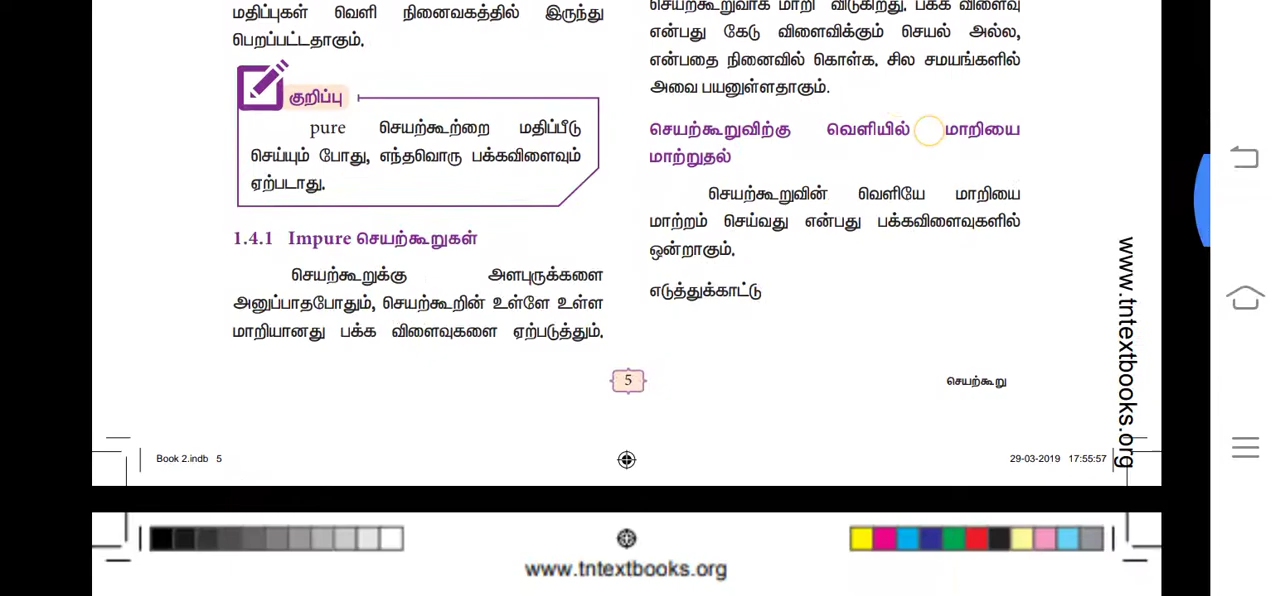 மதிப்புகள் வெளி நினைவகத்தில் இருந்து
பெறப்பட்டதாகும்.
குறிப்பு
pure செயற்கூற்றை மதிப்பீடு
செய்யும் போது, எந்தவொரு பக்கவிளைவும்
ஏற்படாது.
1.4.1 Impure செயற்கூறுகள்
செயற்கூறுக்கு அளபுருக்களை
அனுப்பாதபோதும், செயற்கூறின் உள்ளே உள்ள
மாறியானது பக்க விளைவுகளை ஏற்படுத்தும்.
செயற்கூறுவாக மாறி விடுகிறது. பக்க விளைவு
என்பது கேடு விளைவிக்கும் செயல் அல்ல,
என்பதை நினைவில் கொள்க. சில சமயங்களில்
அவை பயனுள்ளதாகும்.
செயற்கூறுவிற்கு வெளியில் மாறியை
மாற்றுதல்
செயற்கூறுவின் வெளியே மாறியை
மாற்றம் செய்வது என்பது பக்கவிளைவுகளில்
ஒன்றாகும்.
எடுத்துக்காட்டு
5
செயற்கூறு
www.tntextbooks.org
Book 2.indb 5
29-03-2019 17:55:57
www.tntextbooks.org